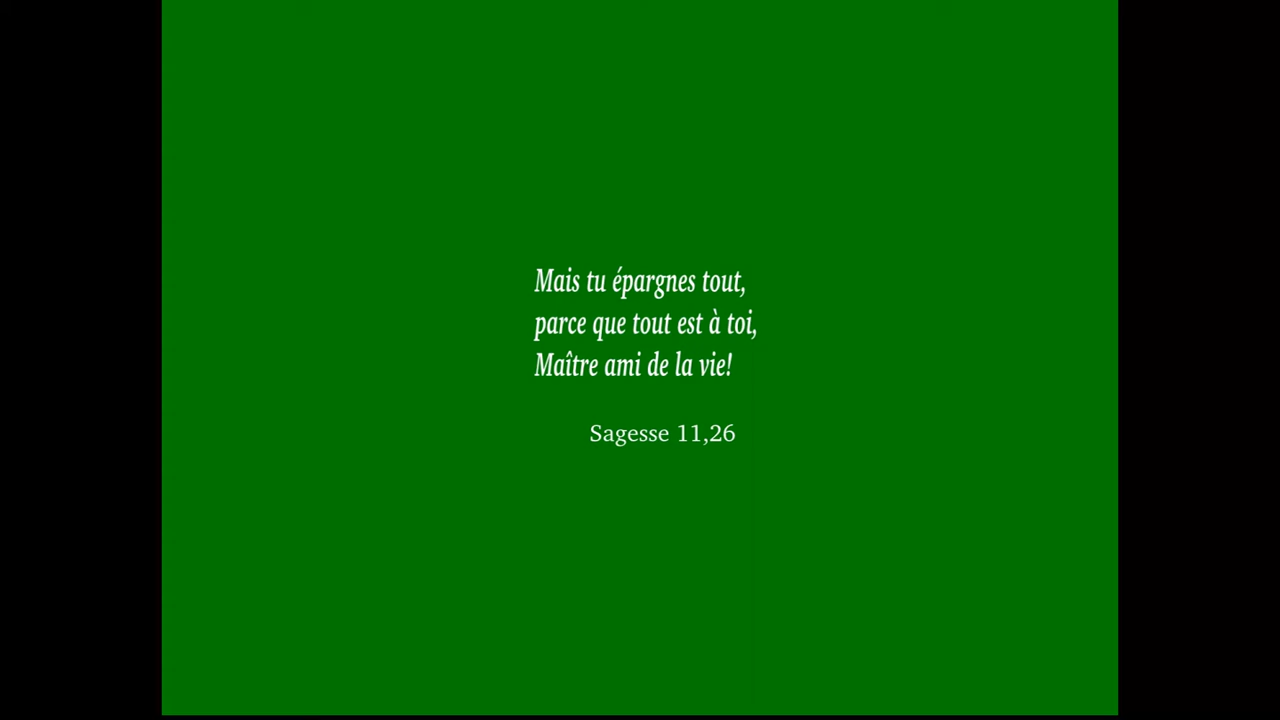 Mais tu épargnes tout,
parce que tout est à toi,
Maître ami de la vie!
Sagesse 11,26